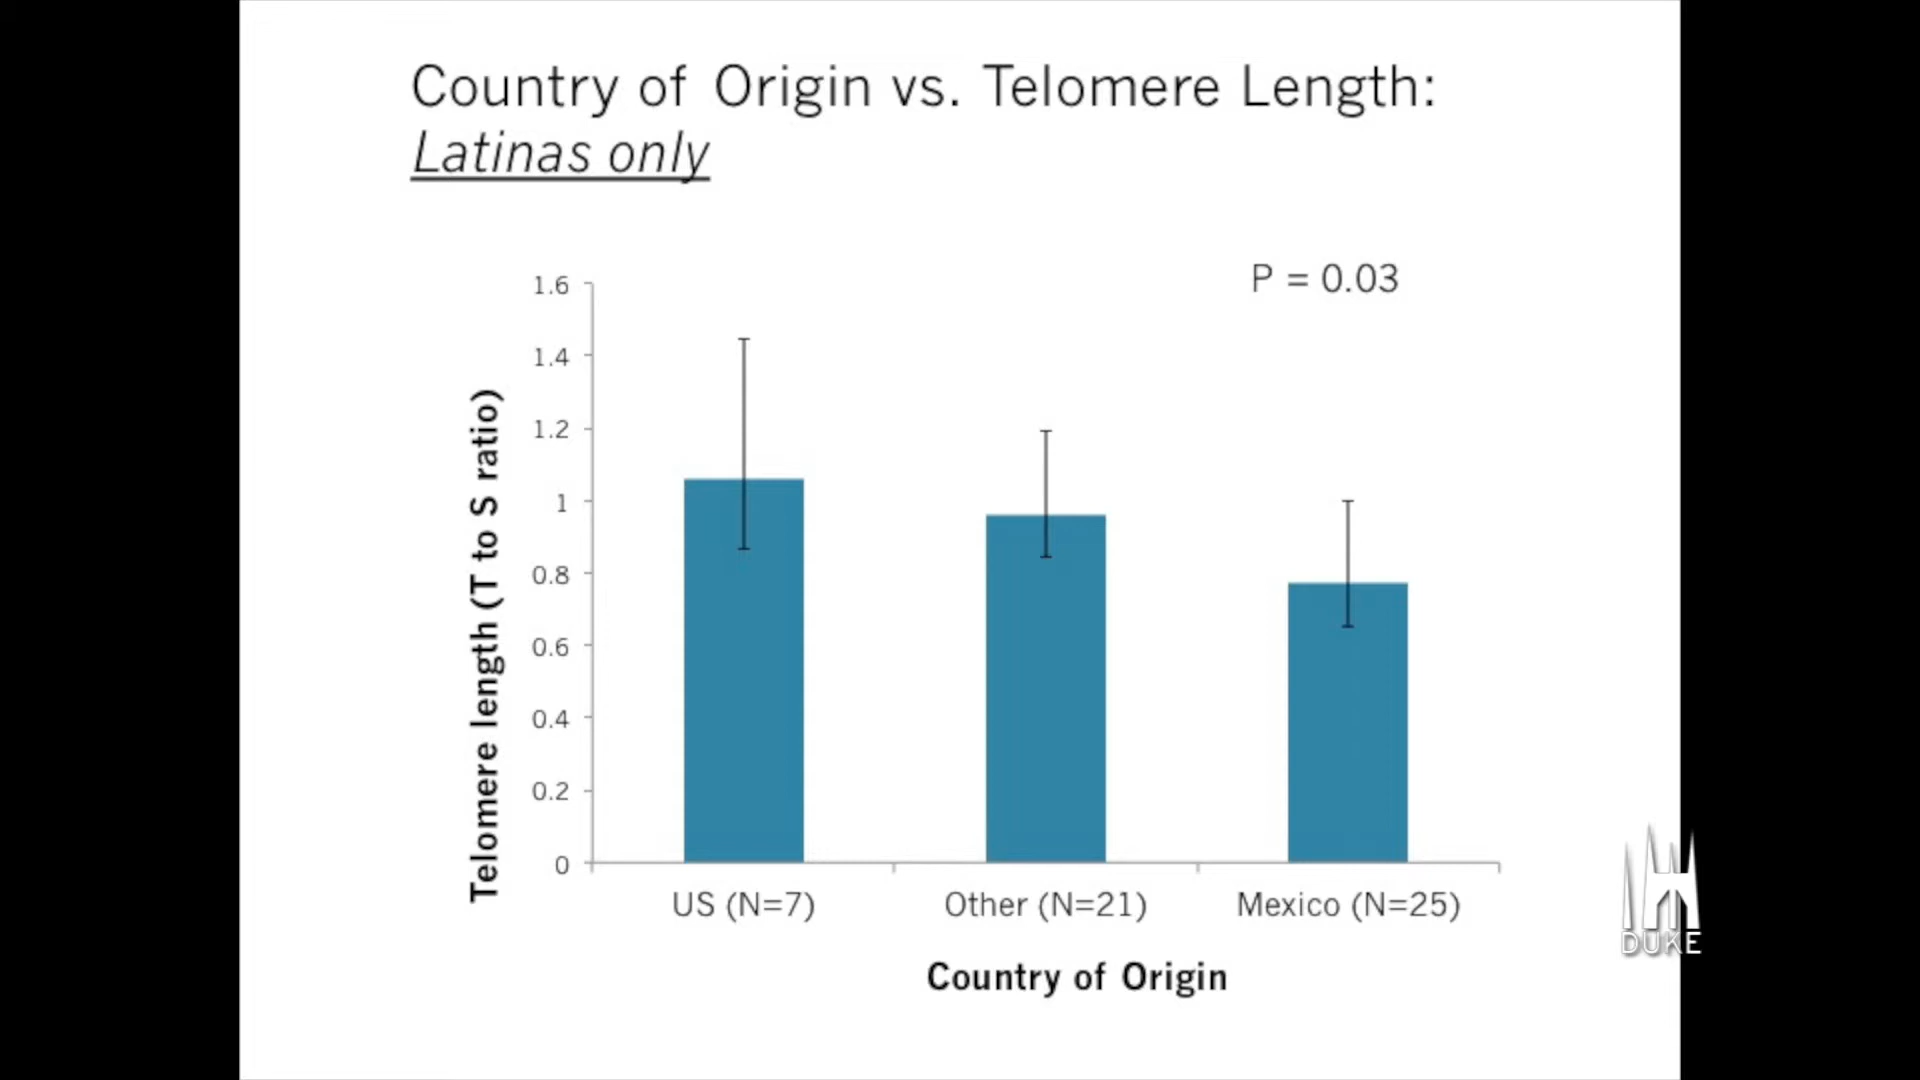 Country of Origin vs. Telomere Length:
Latinas only
P = 0.03
Telomere length (T to S ratio)
1.6
1.4
1.2
1
0.8
0.6
0.4
0.2
0
US (N=7)
Other (N=21)
Mexico (N=25)
Country of Origin
DUKE